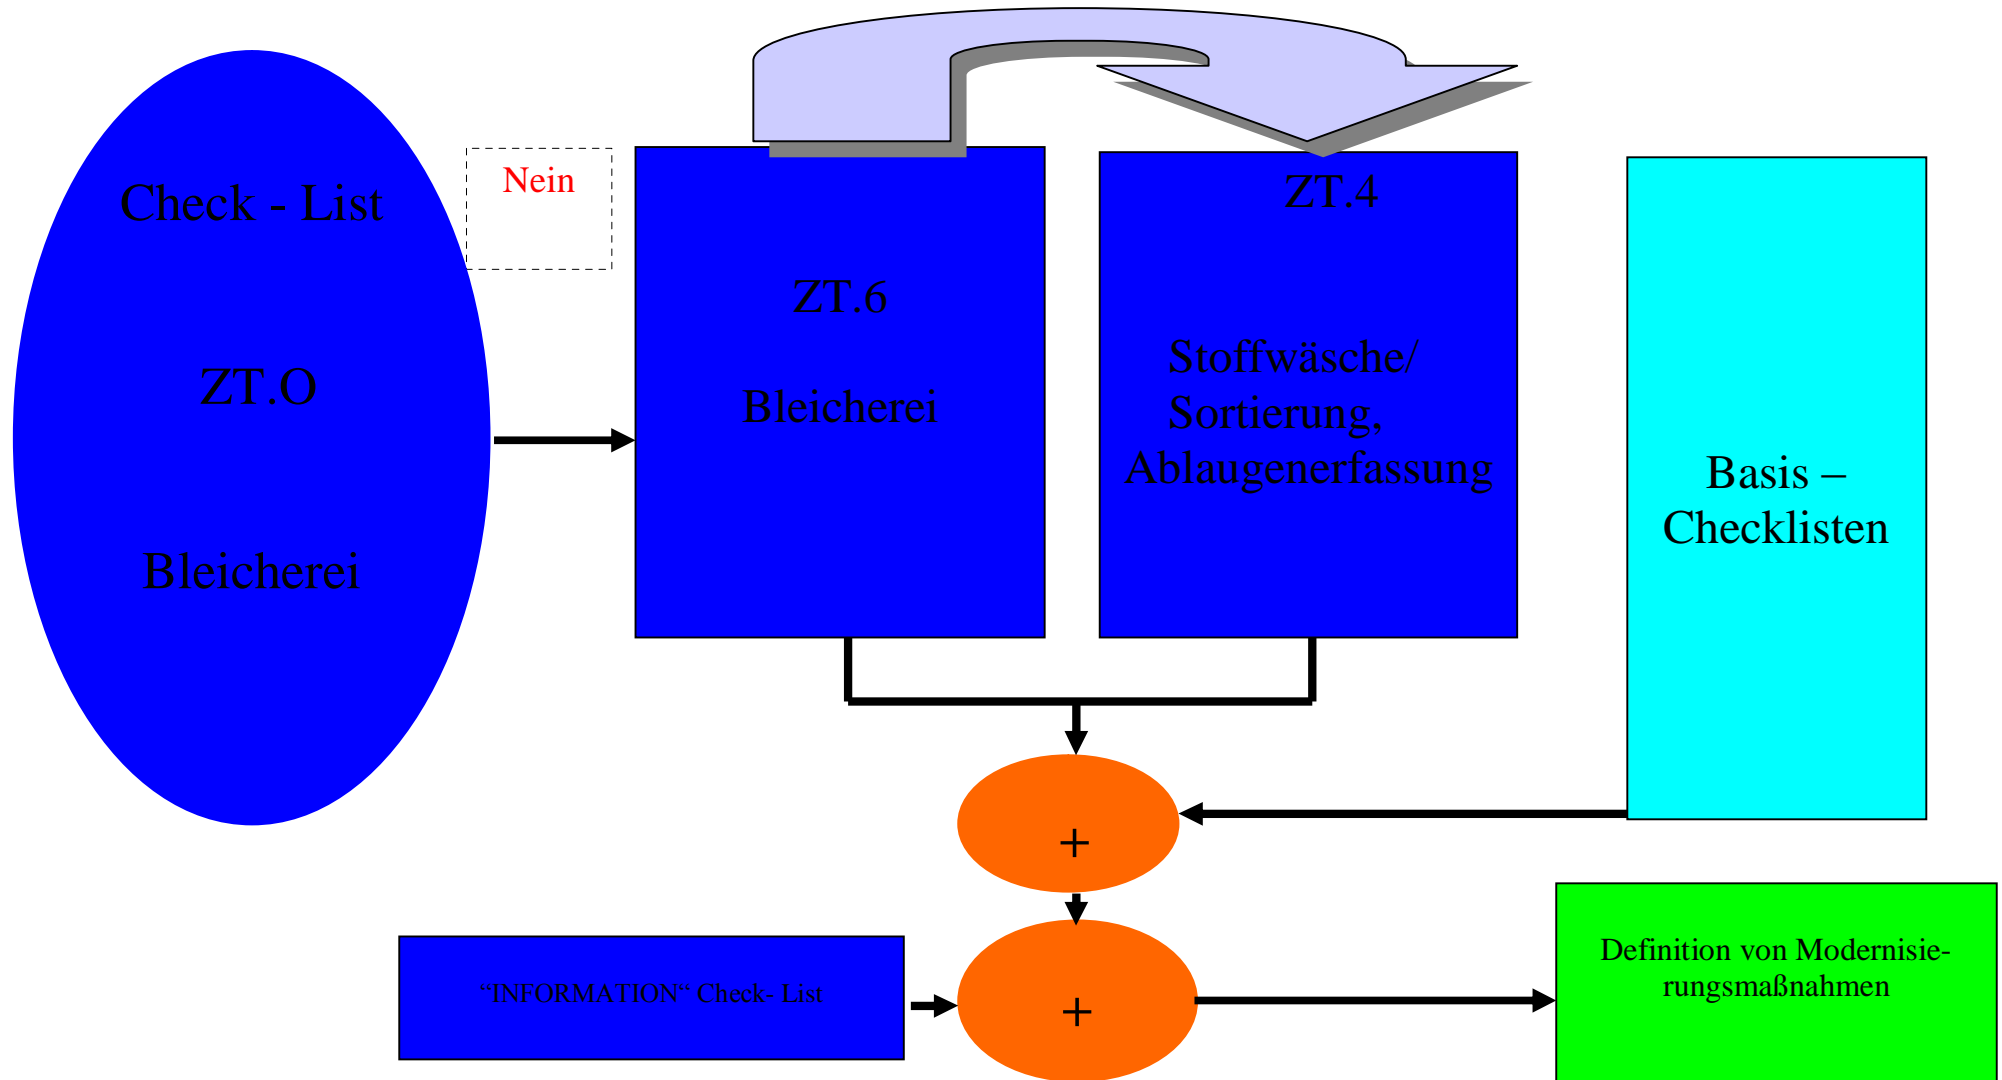 Check - List
ZT.O
Bleicherei
Nein
ZT.6
Bleicherei
ZT.4
Stoffwäsche/
Sortierung,
Ablaugenerfassung
Basis –
Checklisten
+
+
“INFORMATION“ Check- List
Definition von Modernisie-
rungsmaßnahmen